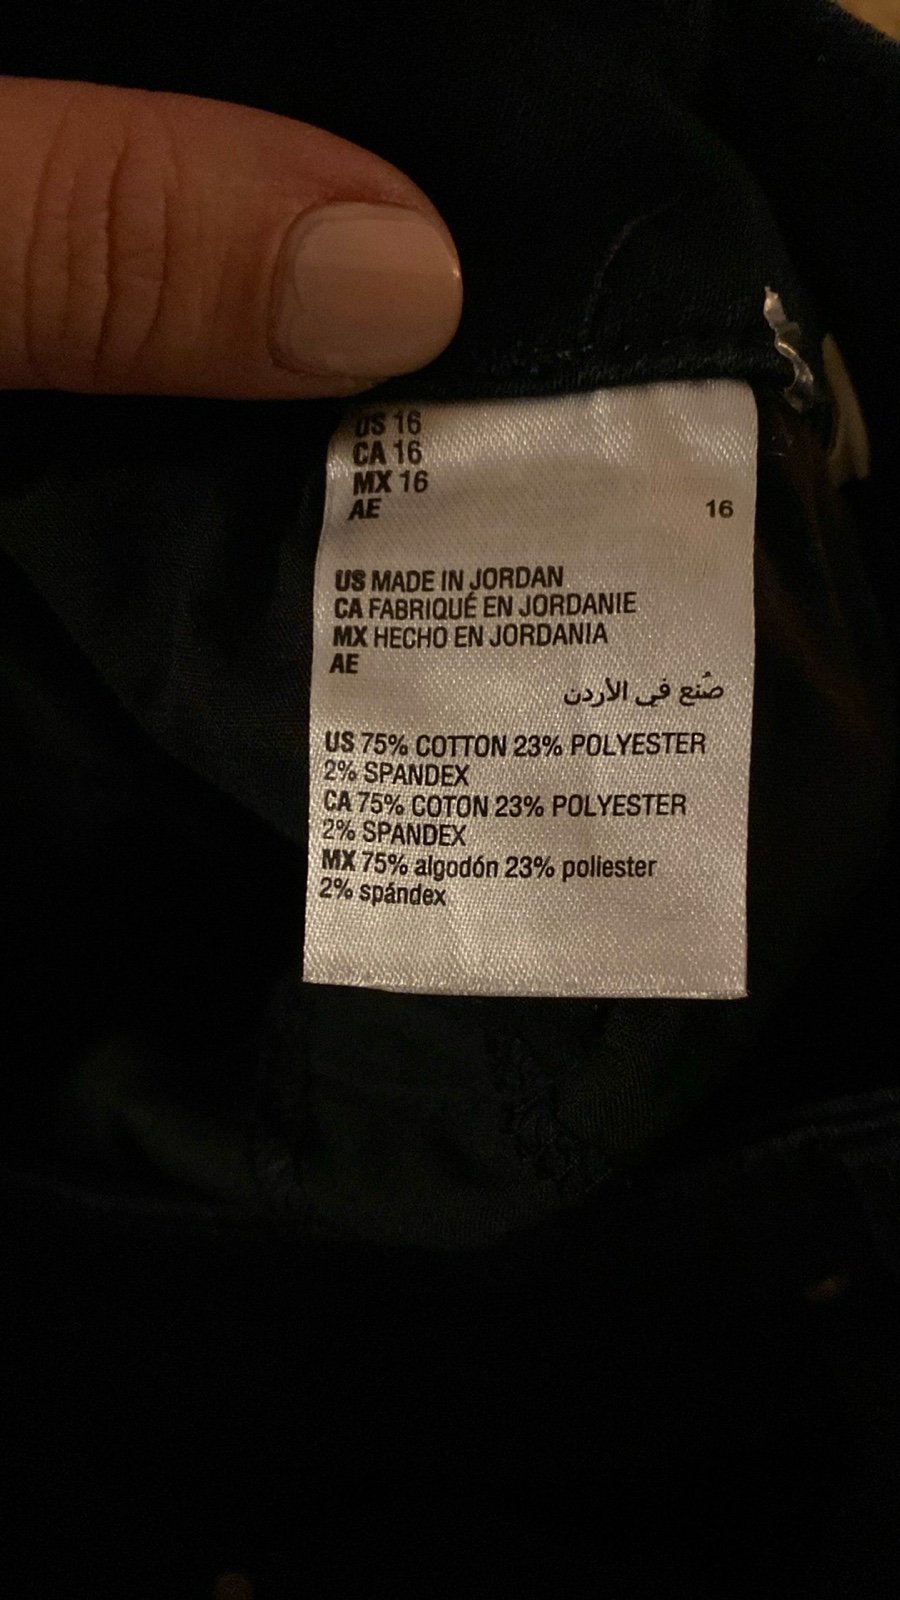 US 16
CA 16
MX 16
AE 16
US MADE IN JORDAN
CA FABRIQUÉ EN JORDANIE
MX HECHO EN JORDANIA
AE
صُنع في الأردن
US 75% COTTON 23% POLYESTER
2% SPANDEX
CA 75% COTON 23% POLYESTER
2% SPANDEX
MX 75% algodón 23% poliester
2% spándex